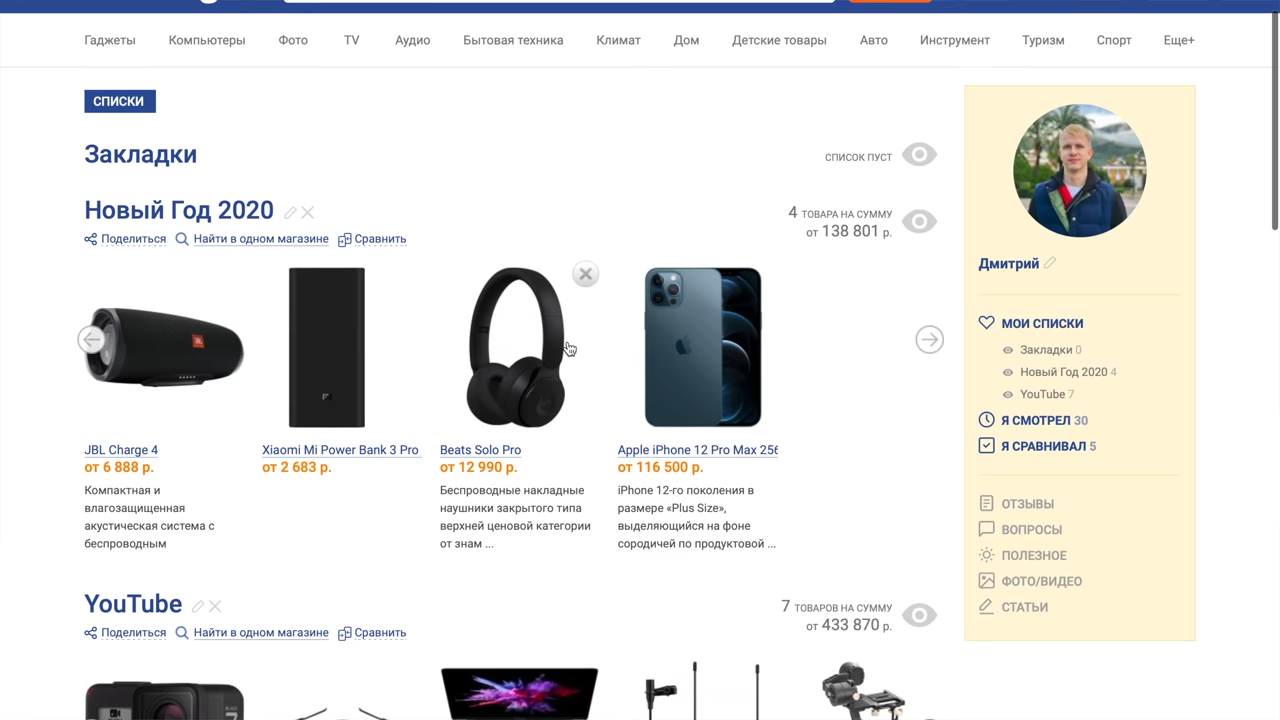 Гаджеты Компьютеры Фото TV Аудио Бытовая техника Климат Дом Детские товары Авто Инструмент Туризм Спорт Еще+
СПИСКИ
Закладки
СПИСОК ПУСТ
Новый Год 2020
4 ТОВАРА НА СУММУ
от 138 801 р.
Поделиться Найти в одном магазине Сравнить
JBL Charge 4
от 6 888 р.
Компактная и
влагозащищенная
акустическая система с
беспроводным
Xiaomi Mi Power Bank 3 Pro
от 2 683 р.
Beats Solo Pro
от 12 990 р.
Беспроводные накладные
наушники закрытого типа
верхней ценовой категории
от знам ...
Apple iPhone 12 Pro Max 256
от 116 500 р.
iPhone 12-го поколения в
размере «Plus Size»,
выделяющийся на фоне
сородичей по продуктовой ...
YouTube
7 ТОВАРОВ НА СУММУ
от 433 870 р.
Поделиться Найти в одном магазине Сравнить
Дмитрий
МОИ СПИСКИ
Закладки 0
Новый Год 2020 4
YouTube 7
Я СМОТРЕЛ 30
Я СРАВНИВАЛ 5
ОТЗЫВЫ
ВОПРОСЫ
ПОЛЕЗНОЕ
ФОТО/ВИДЕО
СТАТЬИ